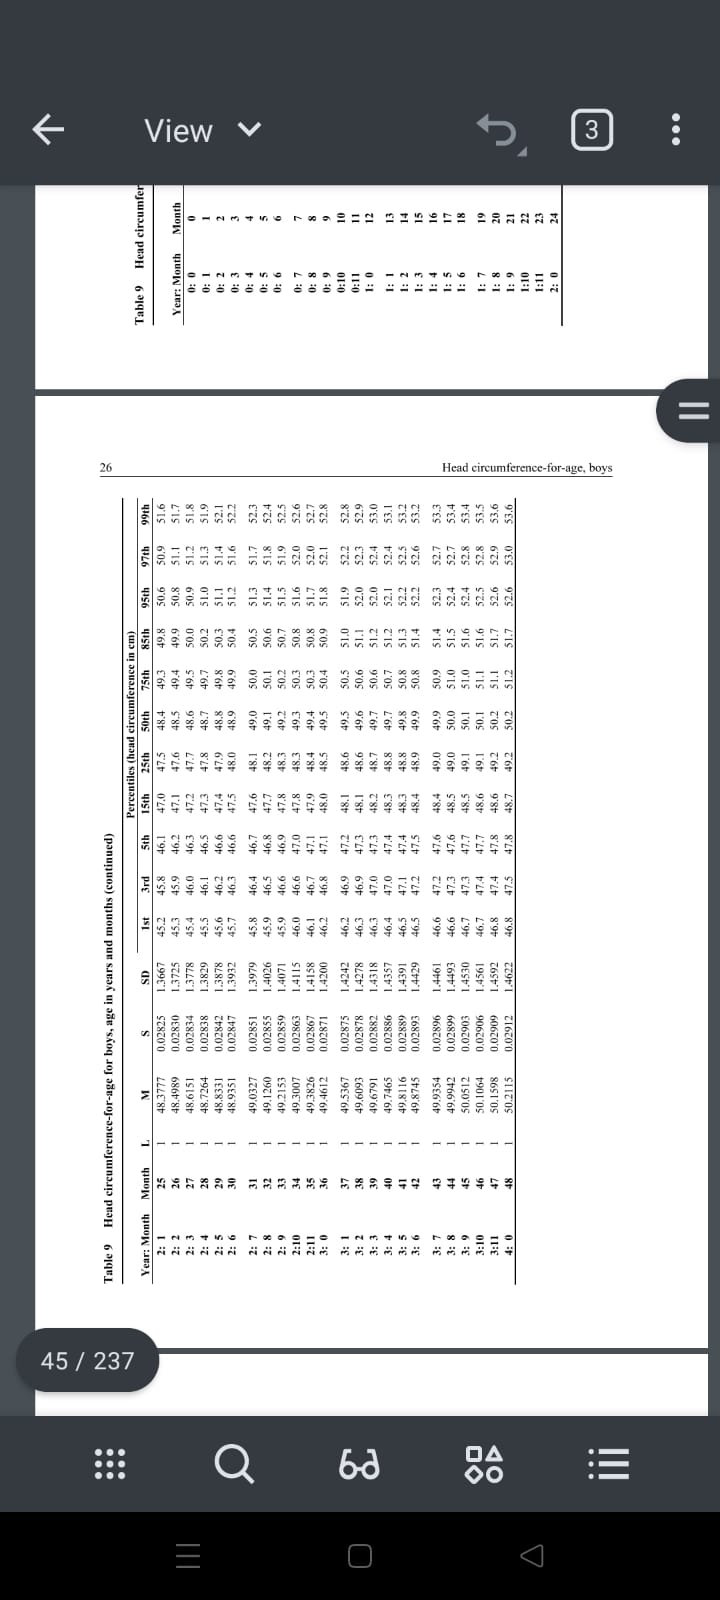 View
3
Table 9 Head circumfer
Year: Month Month
0: 0 0
0: 1 1
0: 2 2
0: 3 3
0: 4 4
0: 5 5
0: 6 6
0: 7 7
0: 8 8
0: 9 9
0:10 10
0:11 11
1: 0 12
1: 1 13
1: 2 14
1: 3 15
1: 4 16
1: 5 17
1: 6 18
1: 7 19
1: 8 20
1: 9 21
1:10 22
1:11 23
2: 0 24
26 Head circumference-for-age, boys
Table 9 Head circumference-for-age for boys, age in years and months (continued)
Percentiles (head circumference in cm)
Year: Month Month L M S SD 1st 3rd 5th 15th 25th 50th 75th 85th 95th 97th 99th
2: 1 25 1 48.3777 0.02825 1.3667 45.2 45.8 46.1 47.0 47.5 48.4 49.3 49.8 50.6 50.9 51.6
2: 2 26 1 48.4989 0.02830 1.3725 45.3 45.9 46.2 47.1 47.6 48.5 49.4 49.9 50.8 51.1 51.7
2: 3 27 1 48.6151 0.02834 1.3778 45.4 46.0 46.3 47.2 47.7 48.6 49.5 50.0 50.9 51.2 51.8
2: 4 28 1 48.7264 0.02838 1.3829 45.5 46.1 46.5 47.3 47.8 48.7 49.7 50.2 51.0 51.3 51.9
2: 5 29 1 48.8331 0.02842 1.3878 45.6 46.2 46.6 47.4 47.9 48.8 49.8 50.3 51.1 51.4 52.1
2: 6 30 1 48.9351 0.02847 1.3932 45.7 46.3 46.6 47.5 48.0 48.9 49.9 50.4 51.2 51.6 52.2
2: 7 31 1 49.0327 0.02851 1.3979 45.8 46.4 46.7 47.6 48.1 49.0 50.0 50.5 51.3 51.7 52.3
2: 8 32 1 49.1260 0.02855 1.4026 45.9 46.5 46.8 47.7 48.2 49.1 50.1 50.6 51.4 51.8 52.4
2: 9 33 1 49.2153 0.02859 1.4071 45.9 46.6 46.9 47.8 48.3 49.2 50.2 50.7 51.5 51.9 52.5
2:10 34 1 49.3007 0.02863 1.4115 46.0 46.6 47.0 47.8 48.3 49.3 50.3 50.8 51.6 52.0 52.6
2:11 35 1 49.3826 0.02867 1.4158 46.1 46.7 47.1 47.9 48.4 49.4 50.3 50.8 51.7 52.0 52.7
3: 0 36 1 49.4612 0.02871 1.4200 46.2 46.8 47.1 48.0 48.5 49.5 50.4 50.9 51.8 52.1 52.8
3: 1 37 1 49.5367 0.02875 1.4242 46.2 46.9 47.2 48.1 48.6 49.5 50.5 51.0 51.9 52.2 52.8
3: 2 38 1 49.6093 0.02878 1.4278 46.3 46.9 47.3 48.1 48.6 49.6 50.6 51.1 52.0 52.3 52.9
3: 3 39 1 49.6791 0.02882 1.4318 46.3 47.0 47.3 48.2 48.7 49.7 50.6 51.2 52.0 52.4 53.0
3: 4 40 1 49.7465 0.02886 1.4357 46.4 47.0 47.4 48.3 48.8 49.7 50.7 51.2 52.1 52.4 53.1
3: 5 41 1 49.8116 0.02889 1.4391 46.5 47.1 47.4 48.3 48.8 49.8 50.8 51.3 52.2 52.5 53.2
3: 6 42 1 49.8745 0.02893 1.4429 46.5 47.2 47.5 48.4 48.9 49.9 50.8 51.4 52.2 52.6 53.2
3: 7 43 1 49.9354 0.02896 1.4461 46.6 47.2 47.6 48.4 49.0 49.9 50.9 51.4 52.3 52.7 53.3
3: 8 44 1 49.9942 0.02899 1.4493 46.6 47.3 47.6 48.5 49.0 50.0 51.0 51.5 52.4 52.7 53.4
3: 9 45 1 50.0512 0.02903 1.4530 46.7 47.3 47.7 48.5 49.1 50.1 51.0 51.6 52.4 52.8 53.4
3:10 46 1 50.1064 0.02906 1.4561 46.7 47.4 47.7 48.6 49.1 50.1 51.1 51.6 52.5 52.8 53.5
3:11 47 1 50.1598 0.02909 1.4592 46.8 47.4 47.8 48.6 49.2 50.2 51.1 51.7 52.6 52.9 53.6
4: 0 48 1 50.2115 0.02912 1.4622 46.8 47.5 47.8 48.7 49.2 50.2 51.2 51.7 52.6 53.0 53.6
45 / 237